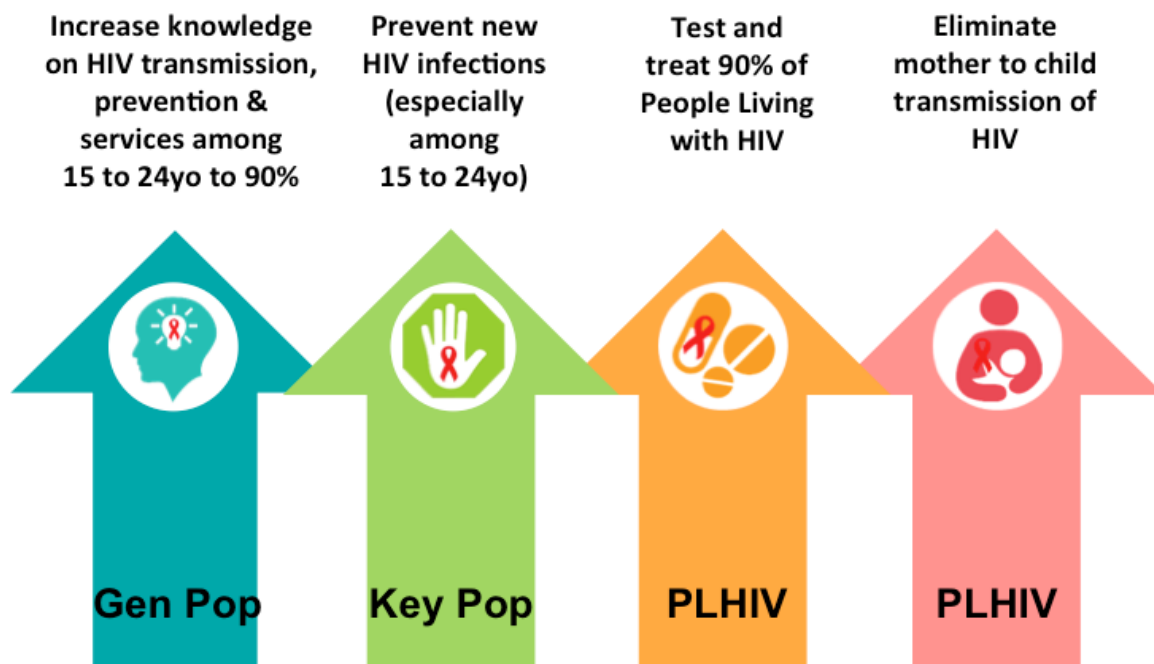 Increase knowledge
on HIV transmission,
prevention &
services among
15 to 24yo to 90%
Prevent new
HIV infections
(especially
among
15 to 24yo)
Test and
treat 90% of
People Living
with HIV
Eliminate
mother to child
transmission of
HIV
Gen Pop
Key Pop
PLHIV
PLHIV